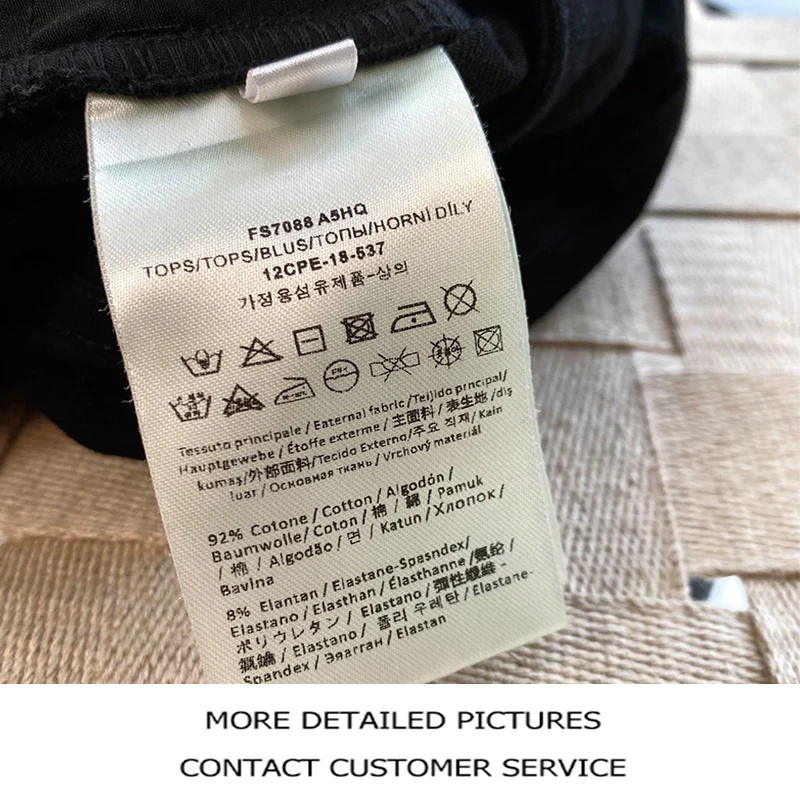 FS7088 A5HQ
TOPS/TOPS/BLUS/ТОПЫ/HORNÍ DÍLY
12CPE-18-537
가정용섬유제품-상의
Tessuto principale / Eaternal fabric / Teijido principal/
Hauptgewebe / Étoffe externe / 主面料 / 表生地 /diş
kumaş/外部面料/Tecido Externo/주요 직재/ Kain
luar / Основная ткань / Vrchový materiál
92% Cotone / Cotton / Algodón /
Baumwolle / Coton / 棉 / 綿 / Pamuk
/ 棉 / Algodão / 면 / Katun / Хлопок /
Bavlna
8% Elantan / Elastane-Spasndex/
Elastano / Elasthan / Élasthanne /氨纶 /
ポリウレタン / Elastano / 彈性纖維 -
氨綸 / Elastano / 폴리 우레탄 / Elastane-
Spandex / Эяагган / Elastan
MORE DETAILED PICTURES
CONTACT CUSTOMER SERVICE